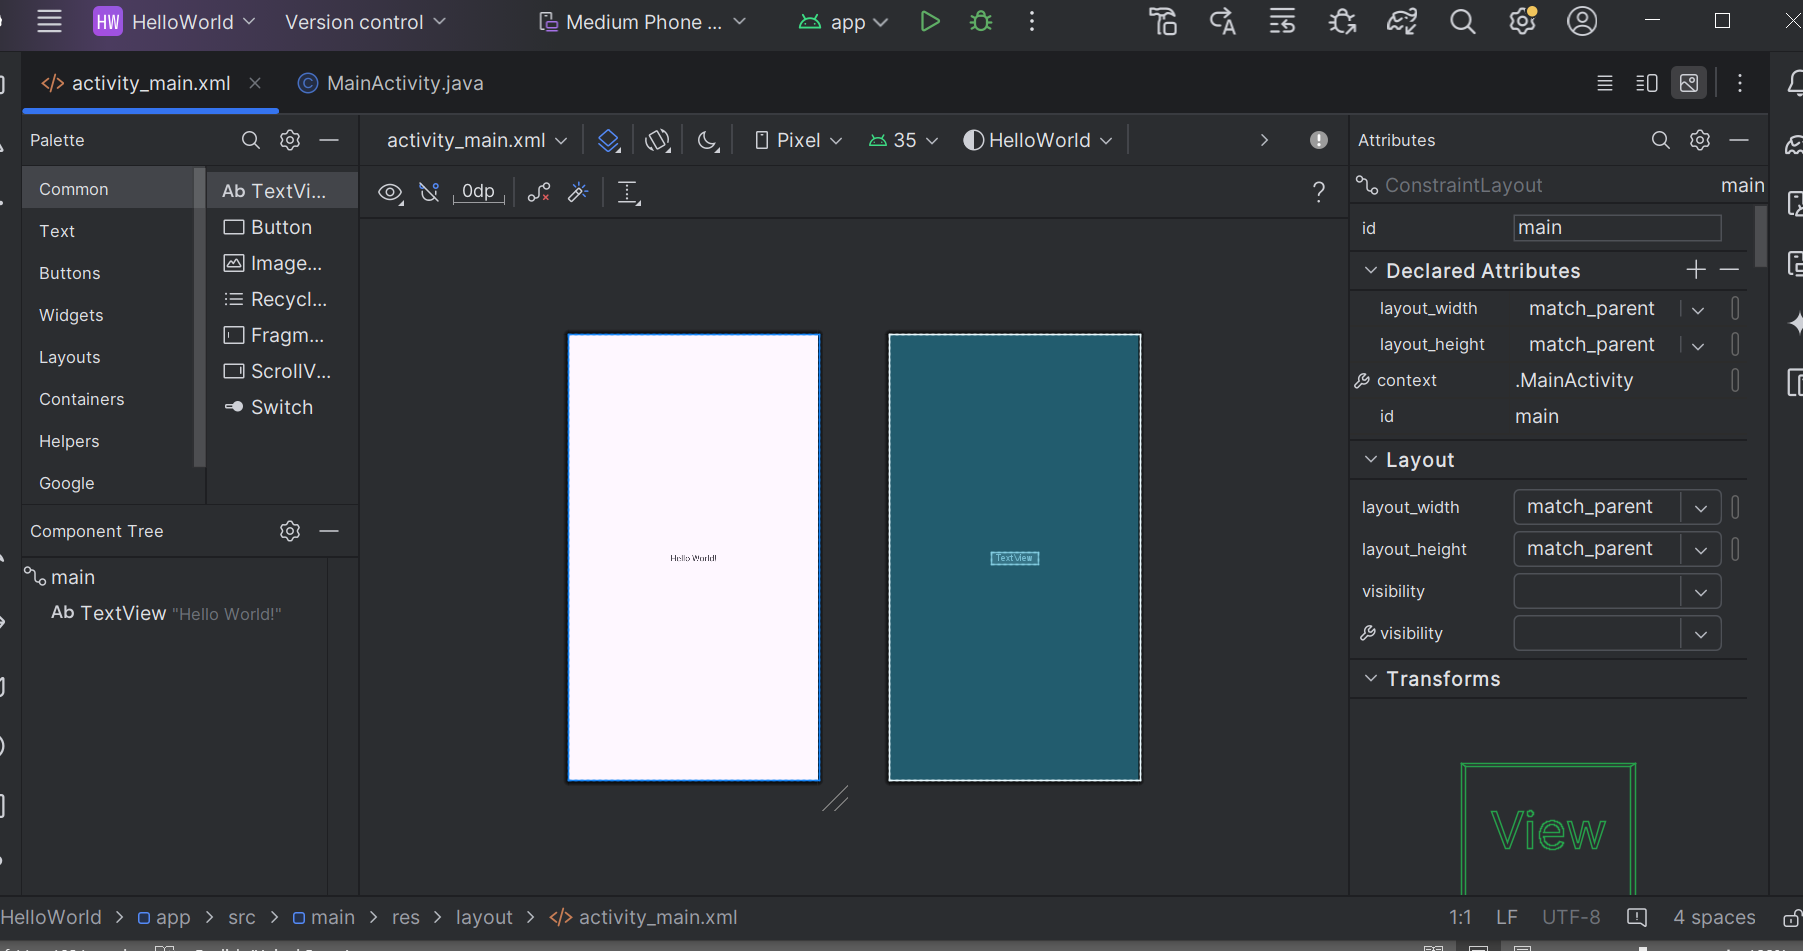 HW HelloWorld Version control Medium Phone ... app
activity_main.xml MainActivity.java
Palette
Common
Text
Buttons
Widgets
Layouts
Containers
Helpers
Google
Ab TextVi...
Button
Image...
Recycl...
Fragm...
ScrollV...
Switch
Component Tree
main
Ab TextView "Hello World!"
activity_main.xml Pixel 35 HelloWorld
0dp ?
Hello World!
TextView
Attributes
ConstraintLayout main
id main
Declared Attributes
layout_width match_parent
layout_height match_parent
context .MainActivity
id main
Layout
layout_width match_parent
layout_height match_parent
visibility
visibility
Transforms
View
HelloWorld > app > src > main > res > layout > activity_main.xml 1:1 LF UTF-8 4 spaces